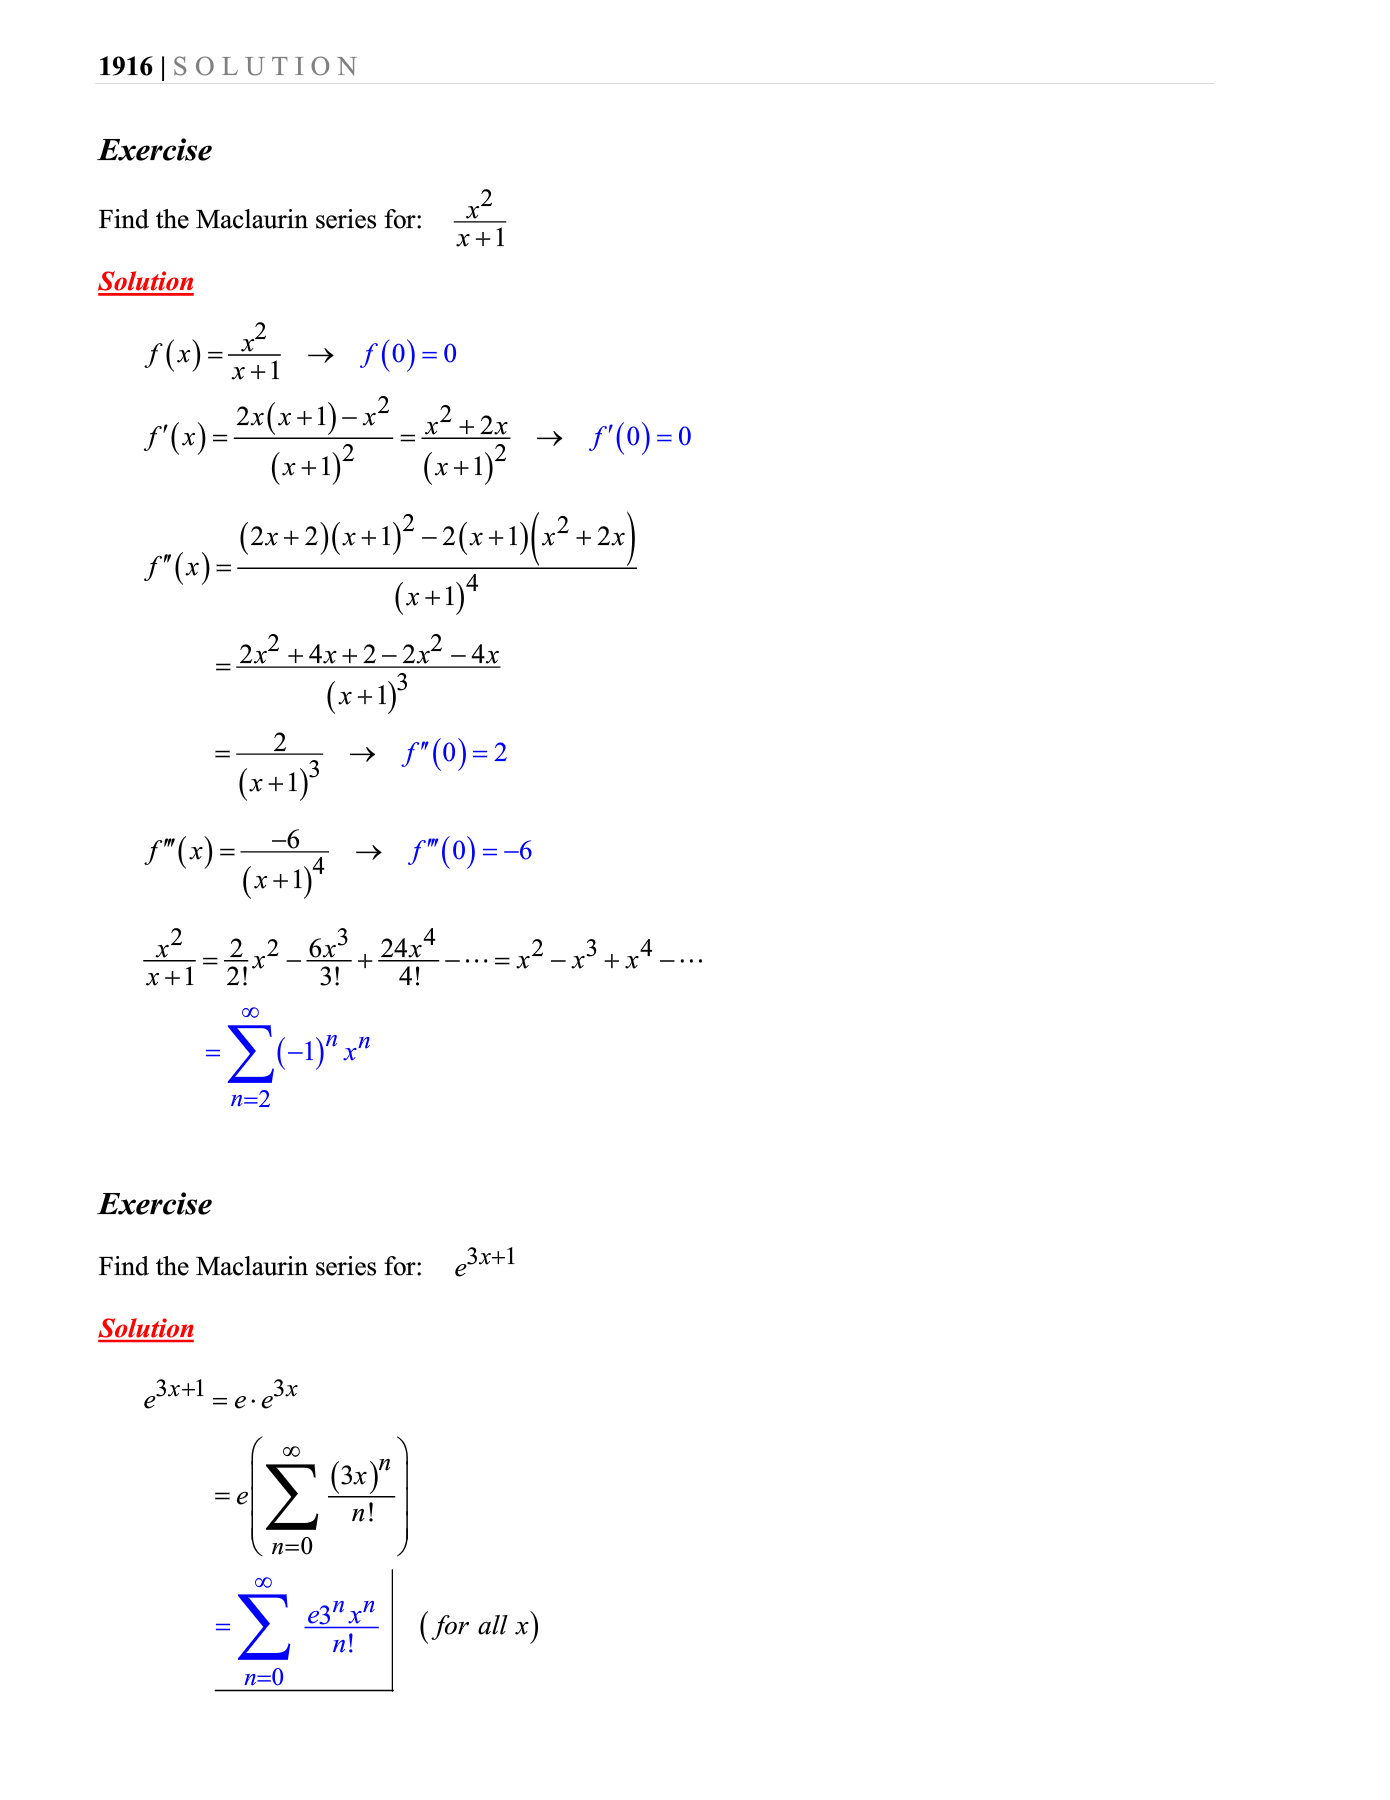 1916 | SOLUTION
Exercise
Find the Maclaurin series for: $\frac{x^2}{x+1}$
Solution
$f(x) = \frac{x^2}{x+1} \rightarrow f(0) = 0$
$f'(x) = \frac{2x(x+1) - x^2}{(x+1)^2} = \frac{x^2 + 2x}{(x+1)^2} \rightarrow f'(0) = 0$
$f''(x) = \frac{(2x+2)(x+1)^2 - 2(x+1)(x^2 + 2x)}{(x+1)^4}$
$= \frac{2x^2 + 4x + 2 - 2x^2 - 4x}{(x+1)^3}$
$= \frac{2}{(x+1)^3} \rightarrow f''(0) = 2$
$f'''(x) = \frac{-6}{(x+1)^4} \rightarrow f'''(0) = -6$
$\frac{x^2}{x+1} = \frac{2}{2!}x^2 - \frac{6x^3}{3!} + \frac{24x^4}{4!} - \cdots = x^2 - x^3 + x^4 - \cdots$
$= \sum_{n=2}^{\infty} (-1)^n x^n$
Exercise
Find the Maclaurin series for: $e^{3x+1}$
Solution
$e^{3x+1} = e \cdot e^{3x}$
$= e\left(\sum_{n=0}^{\infty} \frac{(3x)^n}{n!}\right)$
$= \sum_{n=0}^{\infty} \frac{e3^n x^n}{n!}$ (for all x)